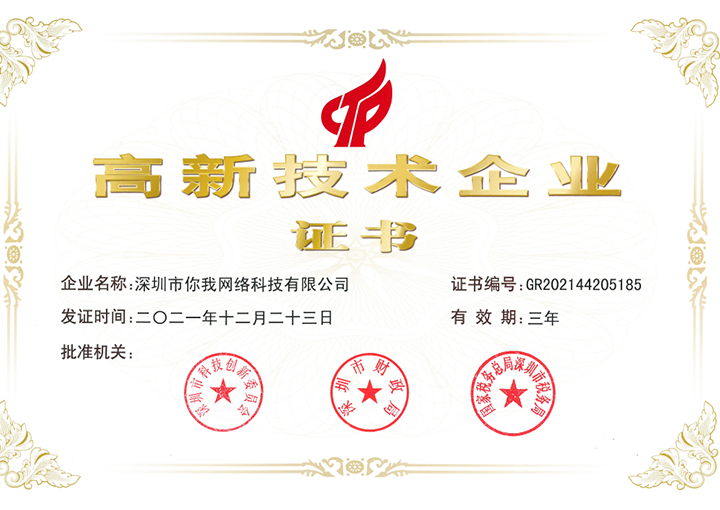 高新技术企业
证书
企业名称:深圳市你我网络科技有限公司 证书编号:GR202144205185
发证时间:二〇二一年十二月二十三日 有效期:三年
批准机关:
深圳市科技创新委员会
深圳市财政局
国家税务总局深圳市税务局